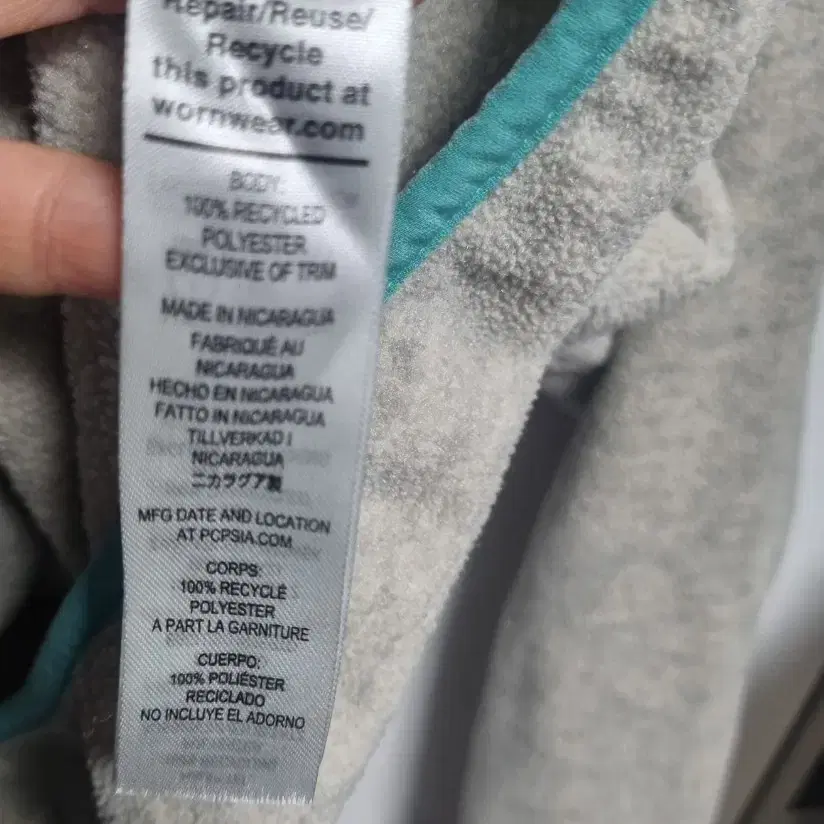 Repair/Reuse/
Recycle
this product at
wornwear.com
BODY:
100% RECYCLED
POLYESTER
EXCLUSIVE OF TRIM
MADE IN NICARAGUA
FABRIQUÉ AU
NICARAGUA
HECHO EN NICARAGUA
FATTO IN NICARAGUA
TILLVERKAD I
NICARAGUA
ニカラグア製
MFG DATE AND LOCATION
AT PCPSIA.COM
CORPS:
100% RECYCLÉ
POLYESTER
A PART LA GARNITURE
CUERPO:
100% POLIÉSTER
RECICLADO
NO INCLUYE EL ADORNO